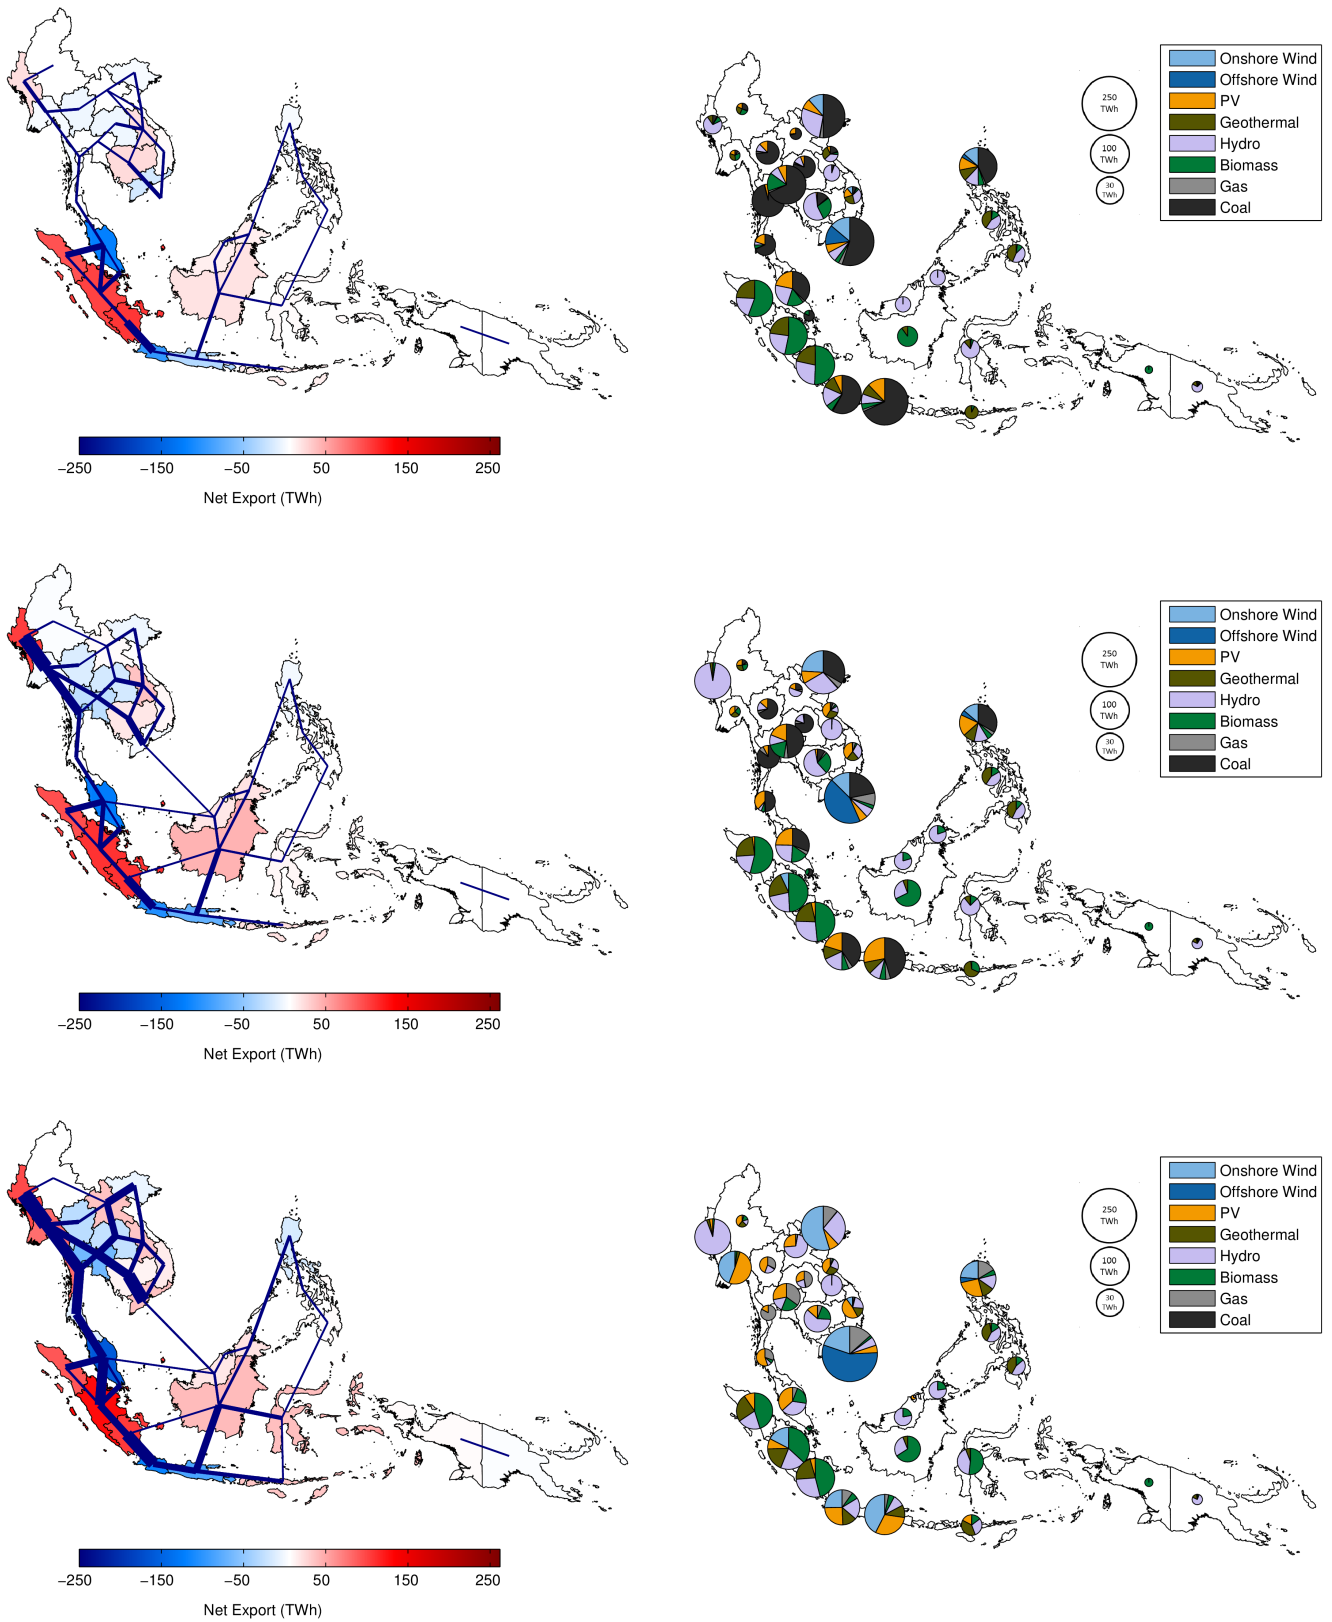 Onshore Wind
Offshore Wind
PV
Geothermal
Hydro
Biomass
Gas
Coal
250
TWh
100
TWh
30
TWh
−250 −150 −50 50 150 250
Net Export (TWh)
Onshore Wind
Offshore Wind
PV
Geothermal
Hydro
Biomass
Gas
Coal
250
TWh
100
TWh
30
TWh
−250 −150 −50 50 150 250
Net Export (TWh)
Onshore Wind
Offshore Wind
PV
Geothermal
Hydro
Biomass
Gas
Coal
250
TWh
100
TWh
30
TWh
−250 −150 −50 50 150 250
Net Export (TWh)